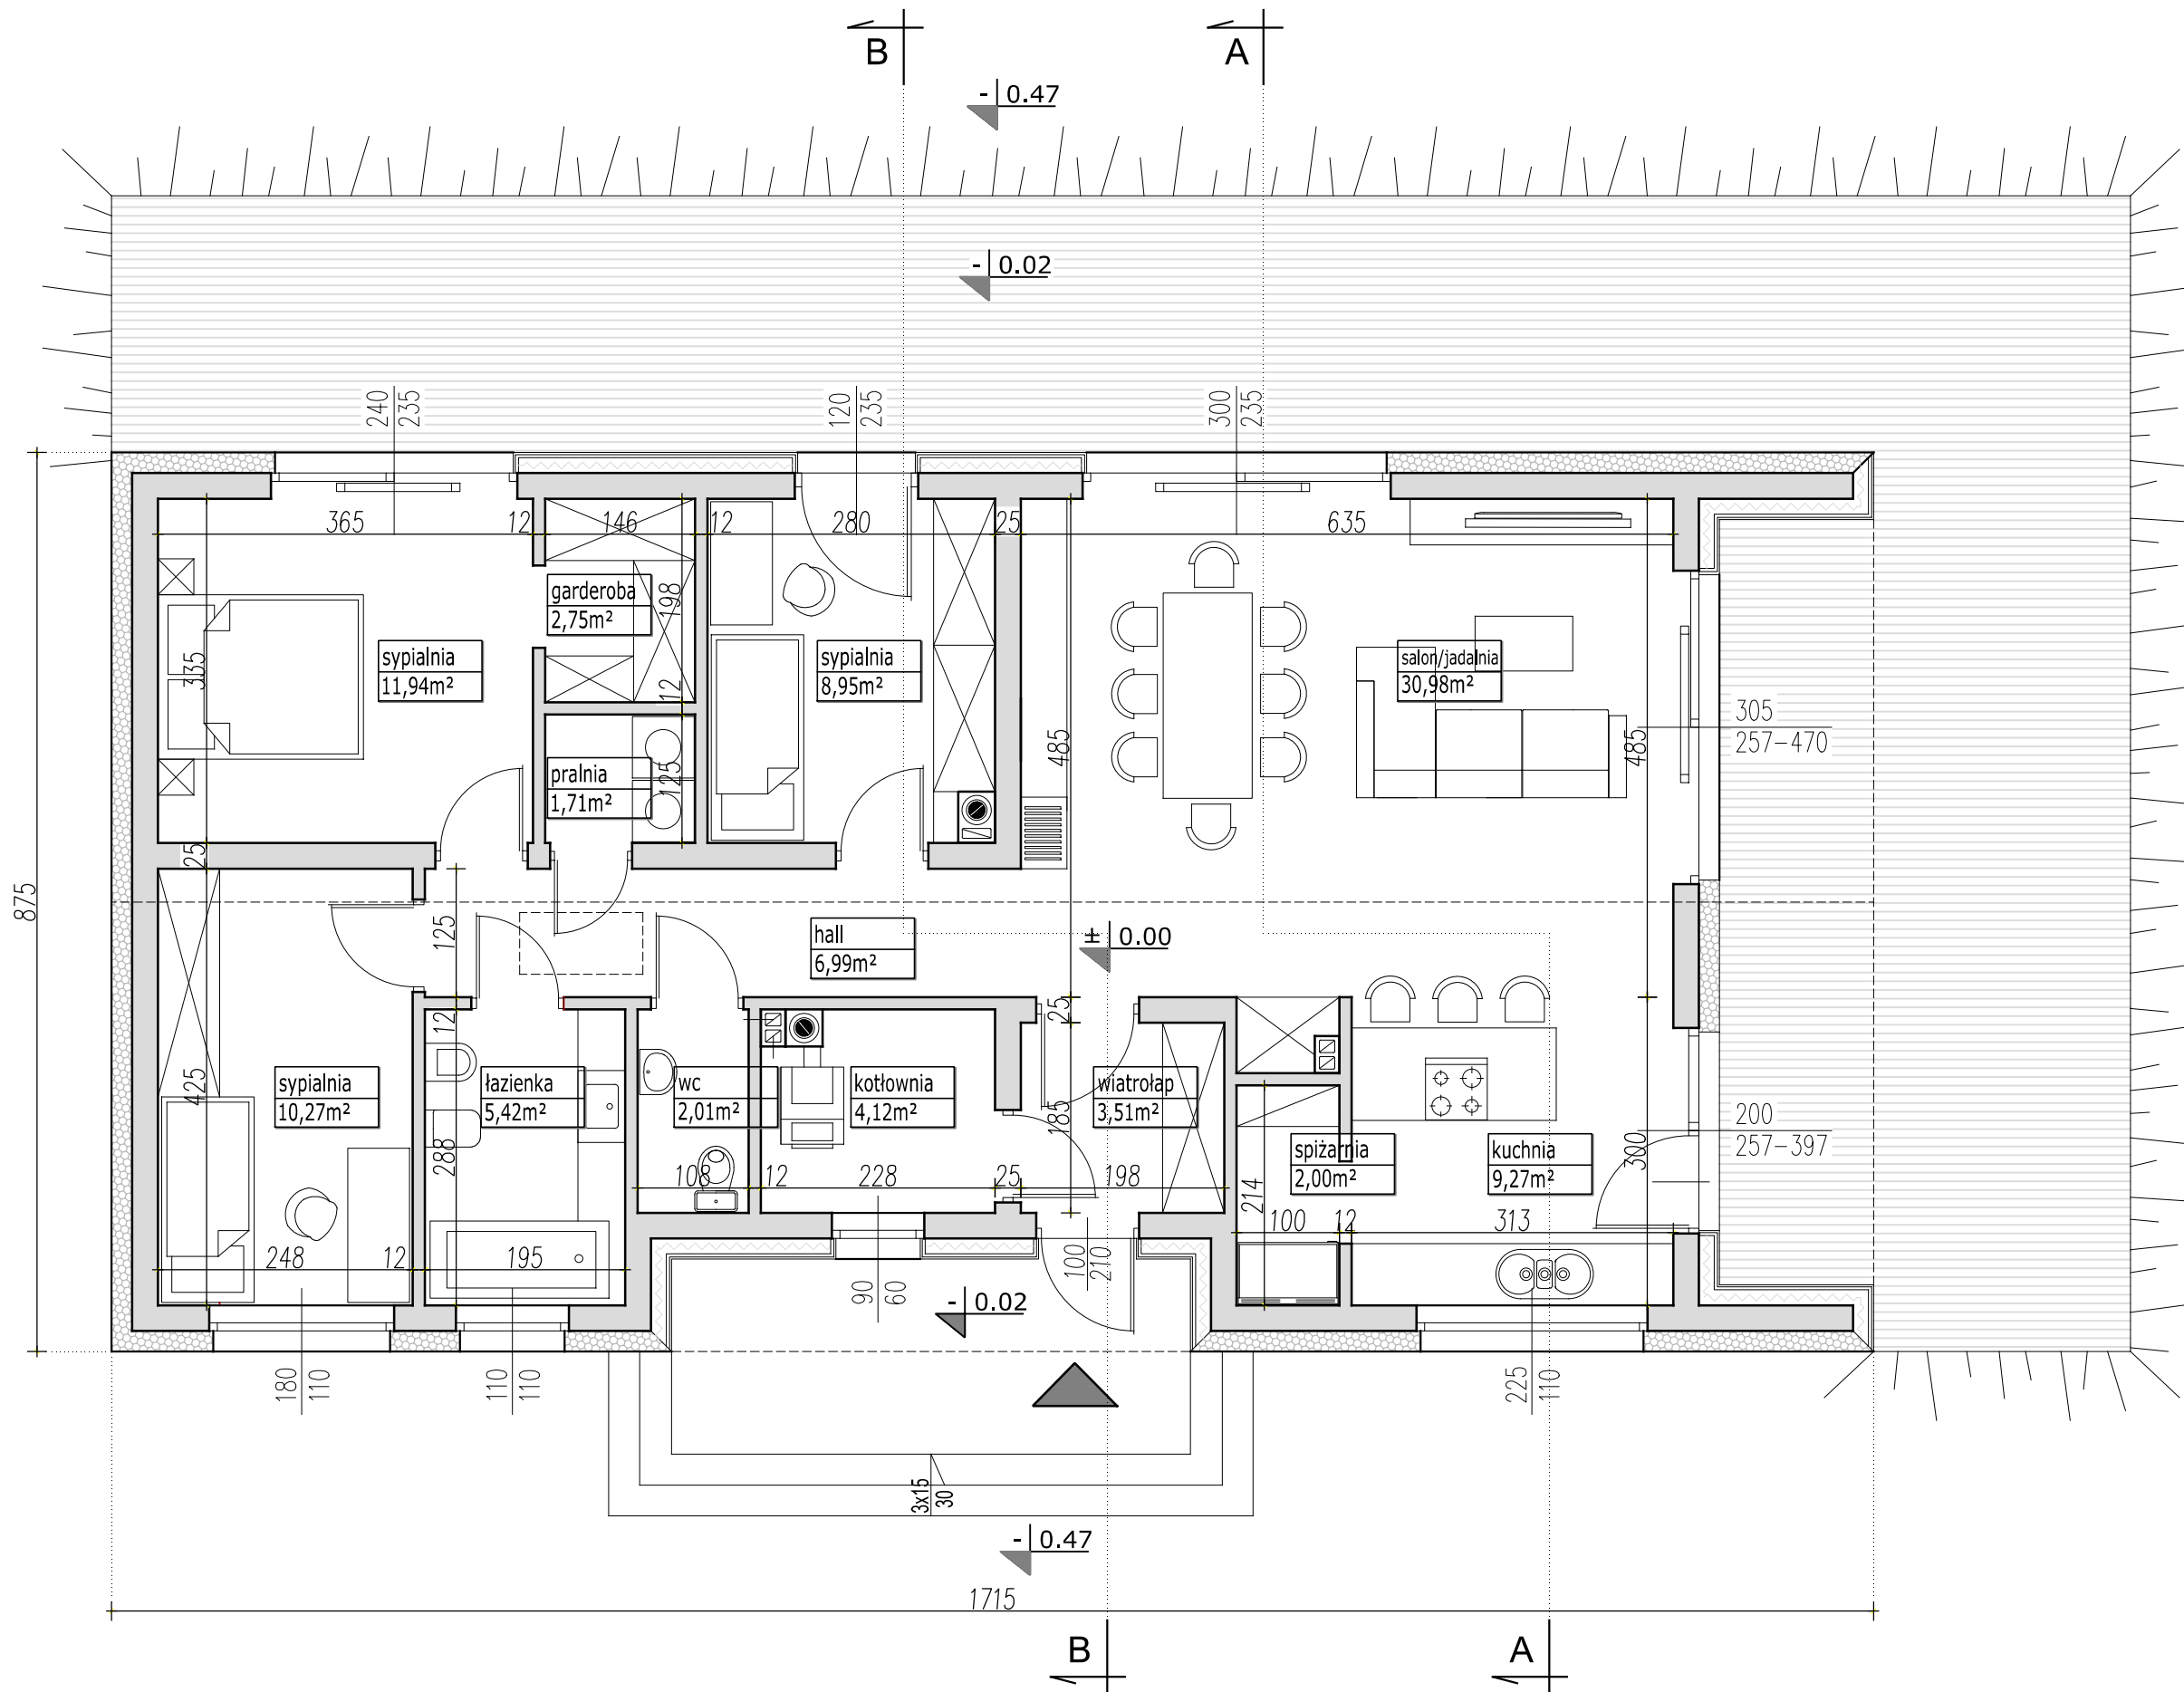 B
A
- 0.47
- 0.02
240
235
120
235
300
235
365
12
146
12
280
25
635
garderoba
2,75m²
198
sypialnia
11,94m²
335
12
sypialnia
8,95m²
salon/jadalnia
30,98m²
305
257-470
485
485
pralnia
1,71m²
125
25
875
125
hall
6,99m²
± 0.00
12
25
sypialnia
10,27m²
425
łazienka
5,42m²
288
wc
2,01m²
kotłownia
4,12m²
wiatrołap
3,51m²
185
200
257-397
spiżarnia
2,00m²
kuchnia
9,27m²
300
108
12
228
25
198
214
100
12
313
248
12
195
100
210
90
60
- 0.02
180
110
110
110
225
110
3x15
30
- 0.47
1715
B
A